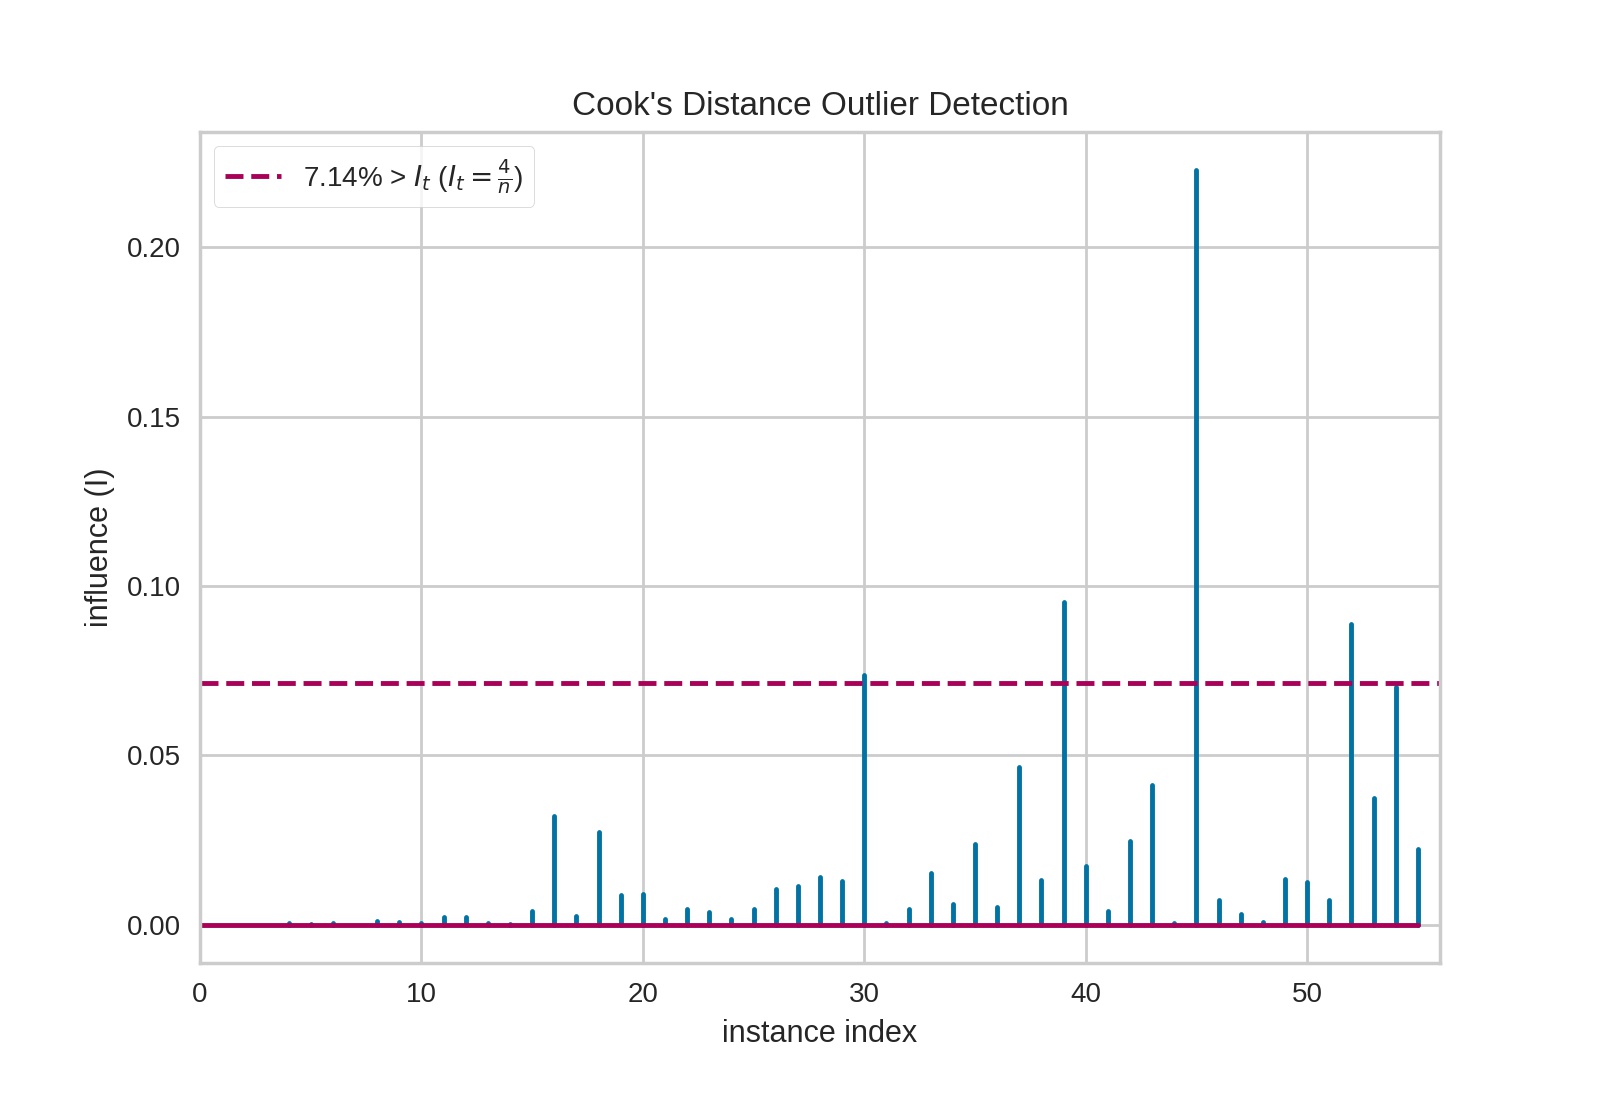 Cook's Distance Outlier Detection
7.14% > I_t (I_t = 4/n)
0.20
0.15
0.10
0.05
0.00
influence (I)
0 10 20 30 40 50
instance index